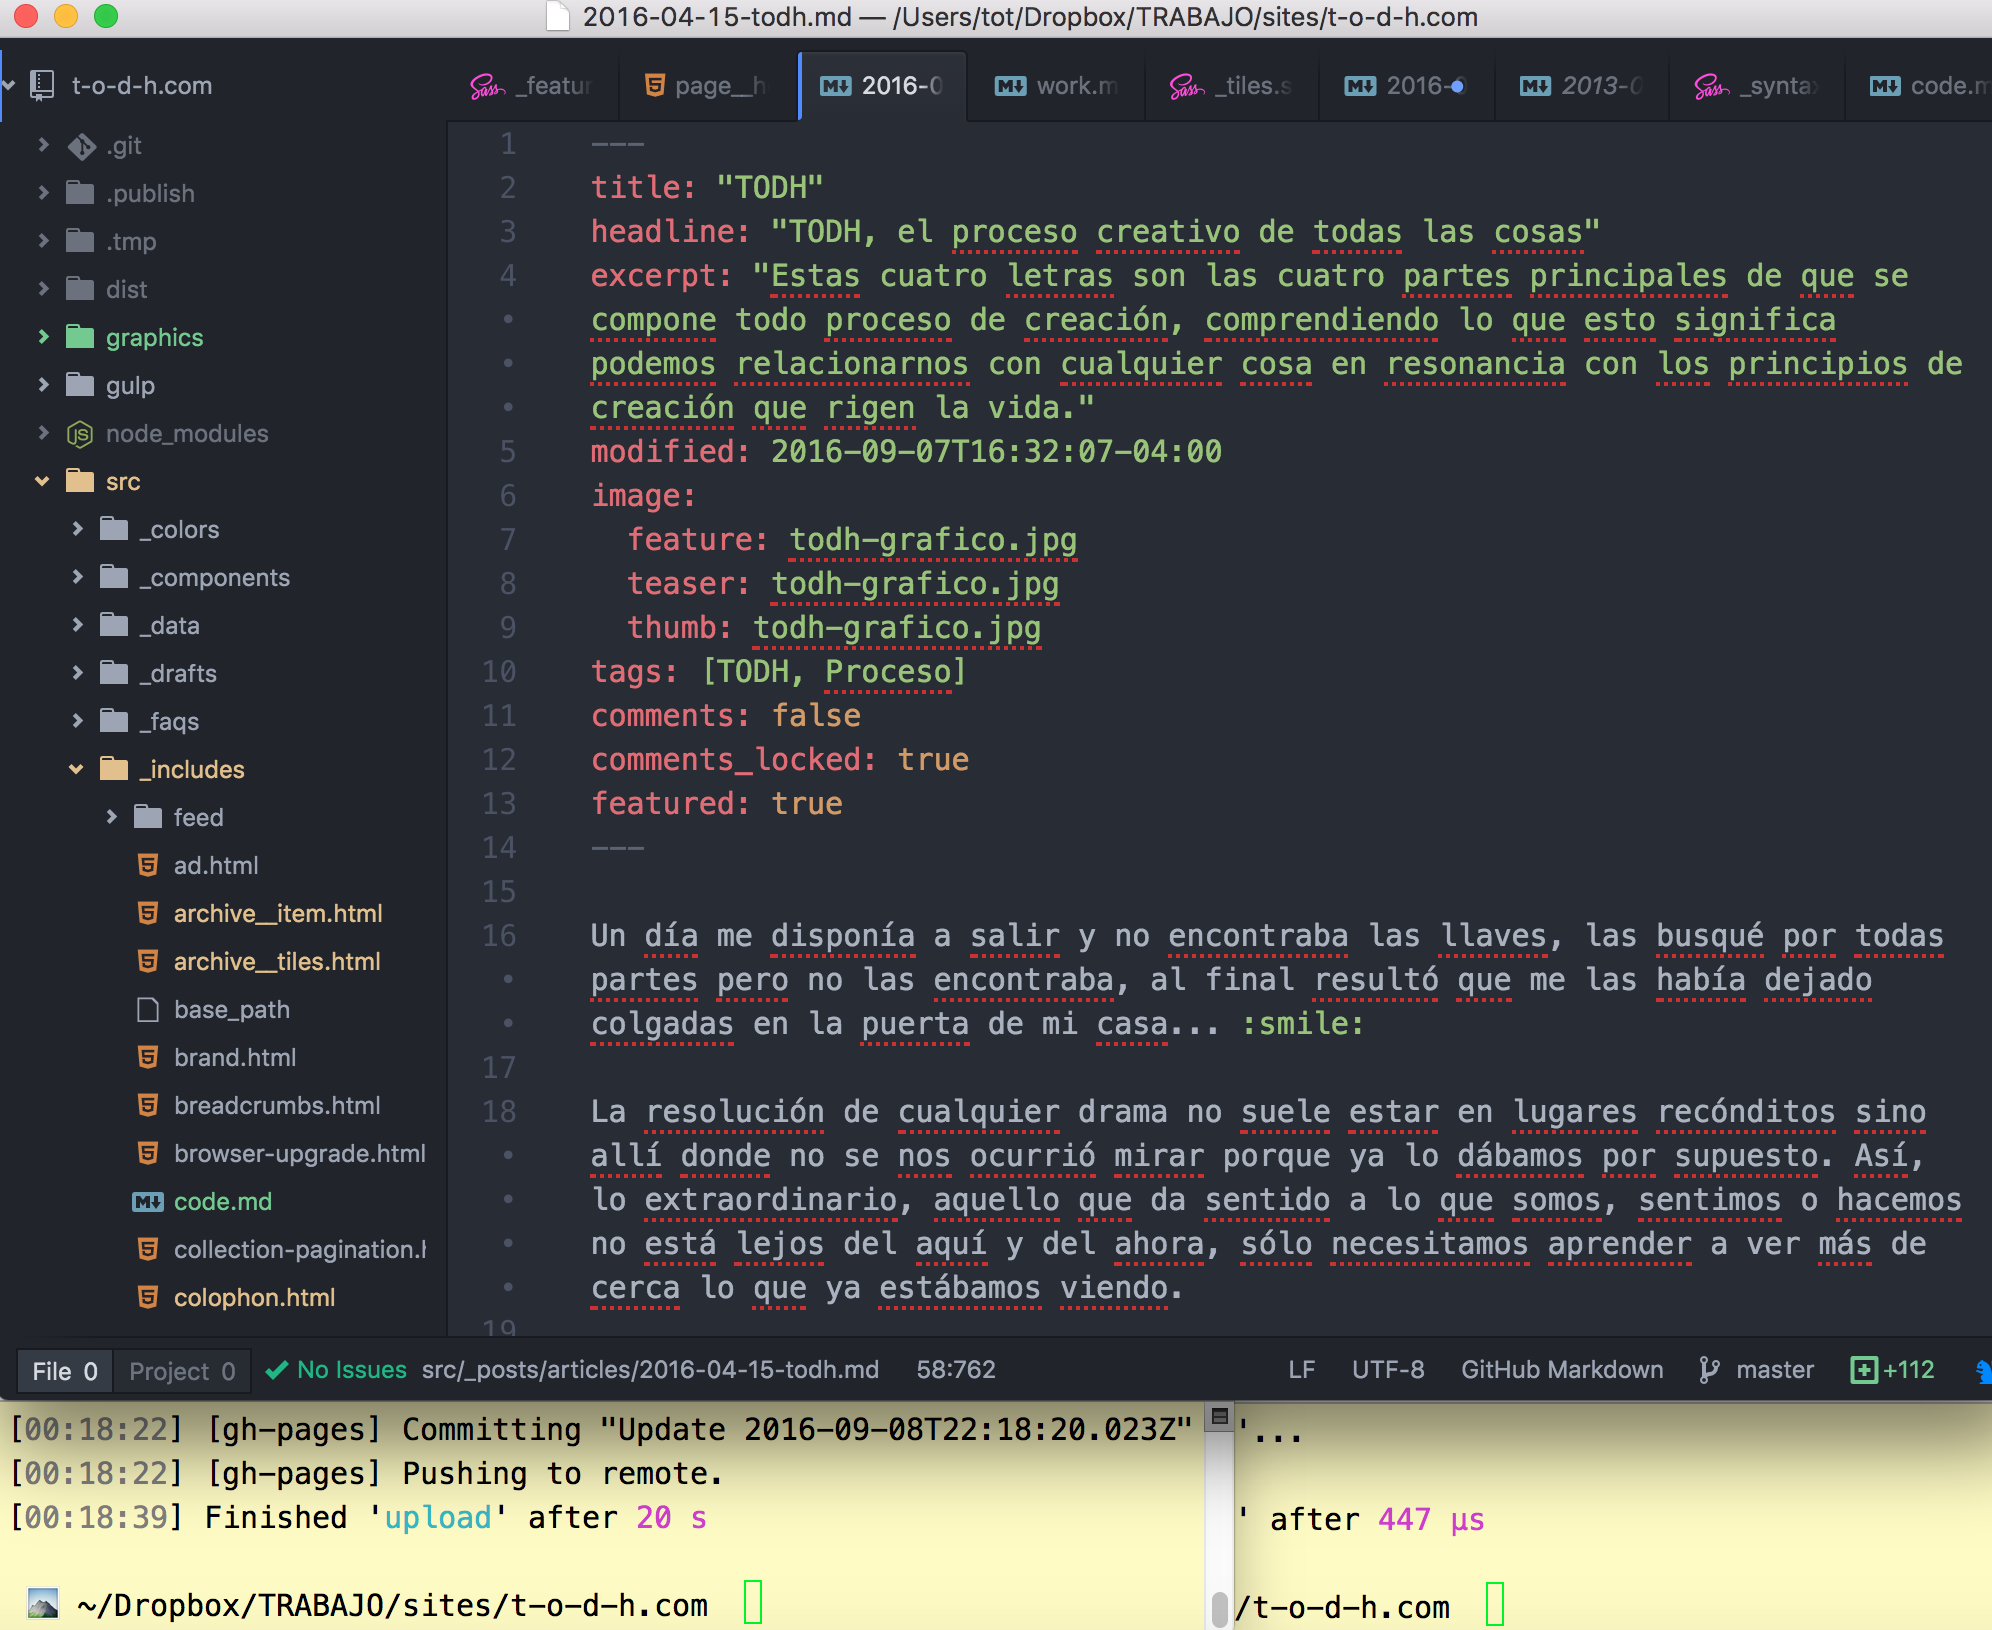 2016-04-15-todh.md — /Users/tot/Dropbox/TRABAJO/sites/t-o-d-h.com
t-o-d-h.com
.git
.publish
.tmp
dist
graphics
gulp
node_modules
src
_colors
_components
_data
_drafts
_faqs
_includes
feed
ad.html
archive__item.html
archive__tiles.html
base_path
brand.html
breadcrumbs.html
browser-upgrade.html
code.md
collection-pagination.h
colophon.html
_featur page__h 2016-0 work.m _tiles.s 2016- 2013-0 _synta code.m
1 ---
2 title: "TODH"
3 headline: "TODH, el proceso creativo de todas las cosas"
4 excerpt: "Estas cuatro letras son las cuatro partes principales de que se
• compone todo proceso de creación, comprendiendo lo que esto significa
• podemos relacionarnos con cualquier cosa en resonancia con los principios de
• creación que rigen la vida."
5 modified: 2016-09-07T16:32:07-04:00
6 image:
7 feature: todh-grafico.jpg
8 teaser: todh-grafico.jpg
9 thumb: todh-grafico.jpg
10 tags: [TODH, Proceso]
11 comments: false
12 comments_locked: true
13 featured: true
14 ---
15
16 Un día me disponía a salir y no encontraba las llaves, las busqué por todas
• partes pero no las encontraba, al final resultó que me las había dejado
• colgadas en la puerta de mi casa... :smile:
17
18 La resolución de cualquier drama no suele estar en lugares recónditos sino
• allí donde no se nos ocurrió mirar porque ya lo dábamos por supuesto. Así,
• lo extraordinario, aquello que da sentido a lo que somos, sentimos o hacemos
• no está lejos del aquí y del ahora, sólo necesitamos aprender a ver más de
• cerca lo que ya estábamos viendo.
19
File 0 Project 0 No Issues src/_posts/articles/2016-04-15-todh.md 58:762 LF UTF-8 GitHub Markdown master +112
[00:18:22] [gh-pages] Committing "Update 2016-09-08T22:18:20.023Z"
[00:18:22] [gh-pages] Pushing to remote.
[00:18:39] Finished 'upload' after 20 s
~/Dropbox/TRABAJO/sites/t-o-d-h.com
'...
' after 447 μs
/t-o-d-h.com